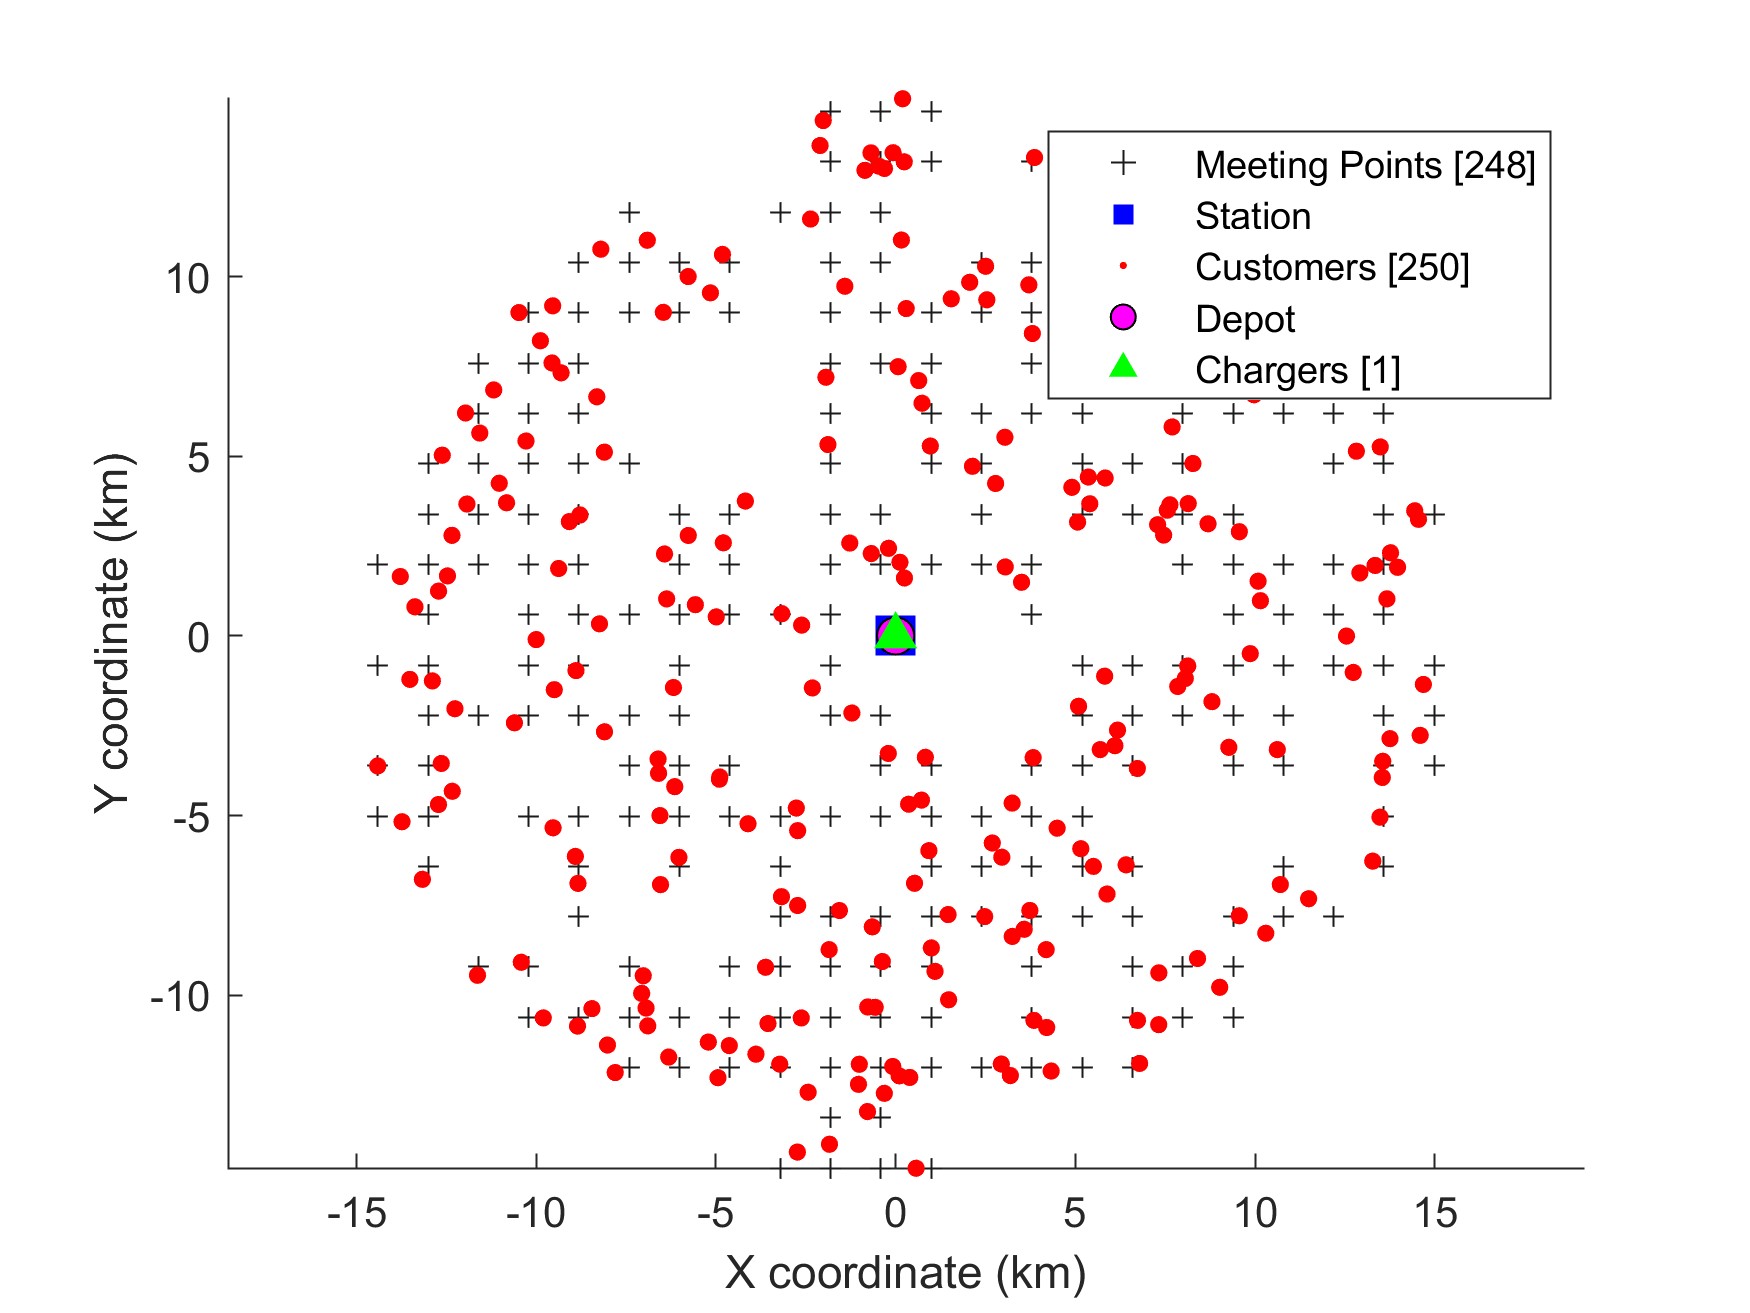 Meeting Points [248]
Station
Customers [250]
Depot
Chargers [1]
10
5
0
-5
-10
Y coordinate (km)
-15 -10 -5 0 5 10 15
X coordinate (km)